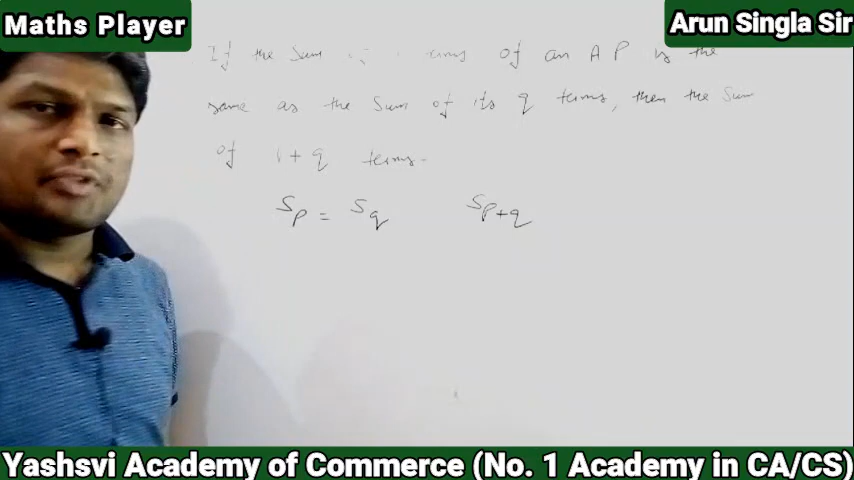 Maths Player
Arun Singla Sir
If the Sum terms of an A P is the
same as the Sum of its q terms, then the Sum
of + q terms.
Sp = Sq Sp+q
Yashsvi Academy of Commerce (No. 1 Academy in CA/CS)